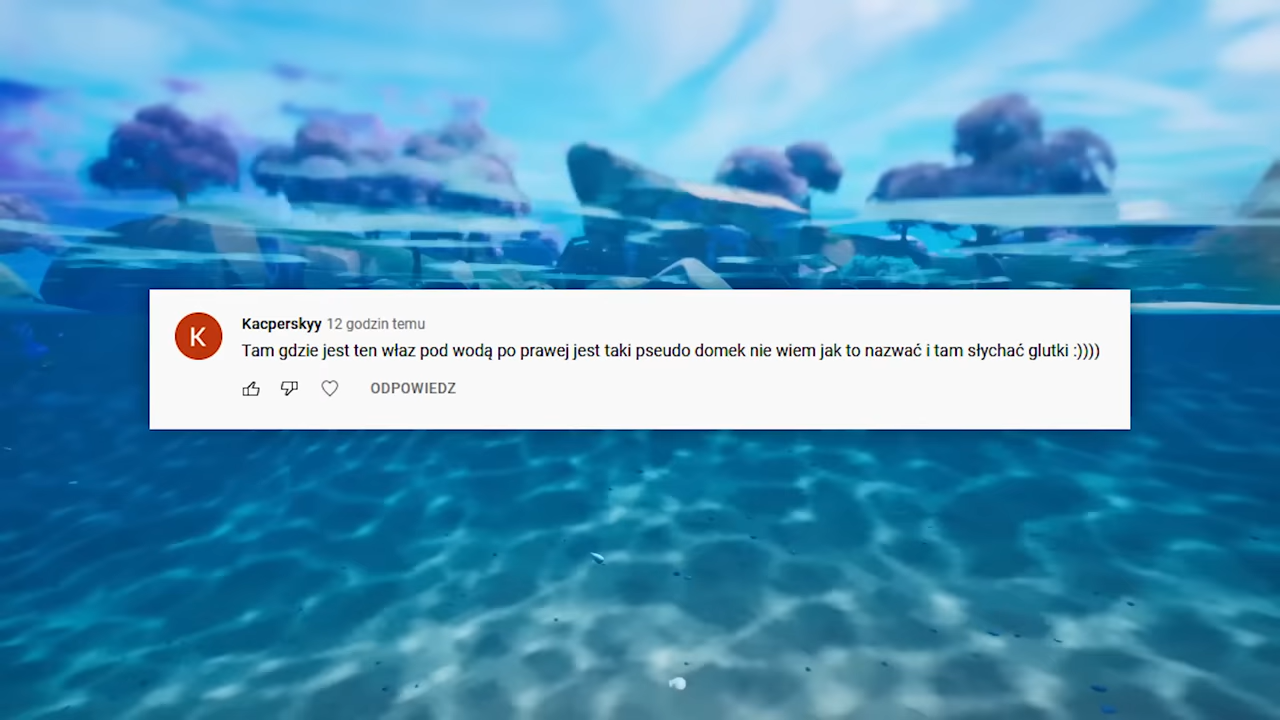 K
Kacperskyy 12 godzin temu
Tam gdzie jest ten właz pod wodą po prawej jest taki pseudo domek nie wiem jak to nazwać i tam słychać glutki :))))
ODPOWIEDZ